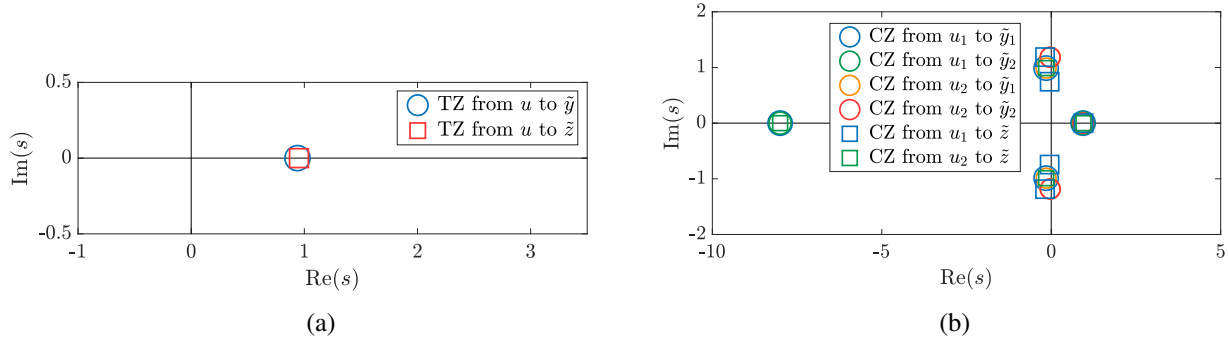 0.5
0
-0.5
Im(s)
-1
0
1
2
3
Re(s)
TZ from u to ỹ
TZ from u to z̃
(a)
2
1
0
-1
-2
Im(s)
-10
-5
0
5
Re(s)
CZ from u₁ to ỹ₁
CZ from u₁ to ỹ₂
CZ from u₂ to ỹ₁
CZ from u₂ to ỹ₂
CZ from u₁ to z̃
CZ from u₂ to z̃
(b)